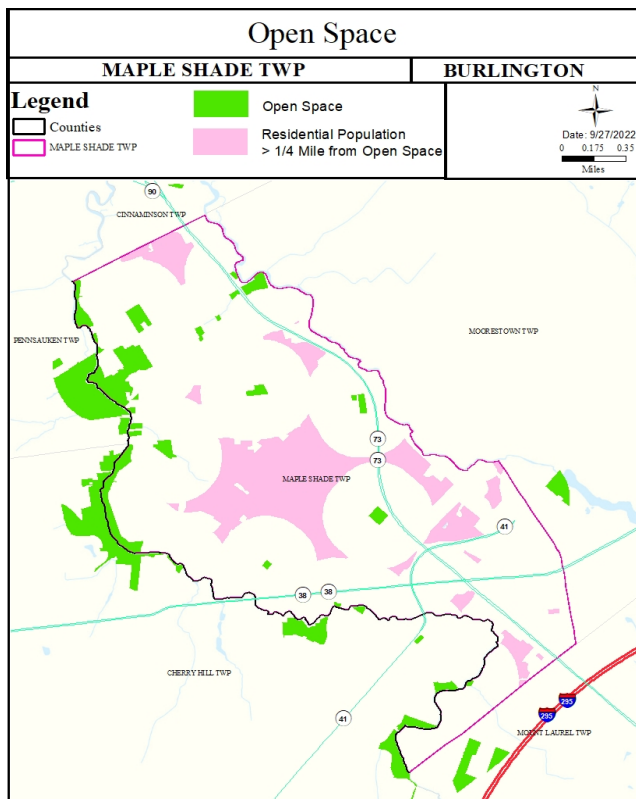 Open Space
MAPLE SHADE TWP
BURLINGTON
Legend
Counties
MAPLE SHADE TWP
Open Space
Residential Population
> 1/4 Mile from Open Space
N
Date: 9/27/2022
0 0.175 0.35
Miles
90
CINNAMINSON TWP
PENNSAUKEN TWP
MOORESTOWN TWP
73
73
MAPLE SHADE TWP
41
38
38
CHERRY HILL TWP
41
295
295
MOUNT LAUREL TWP